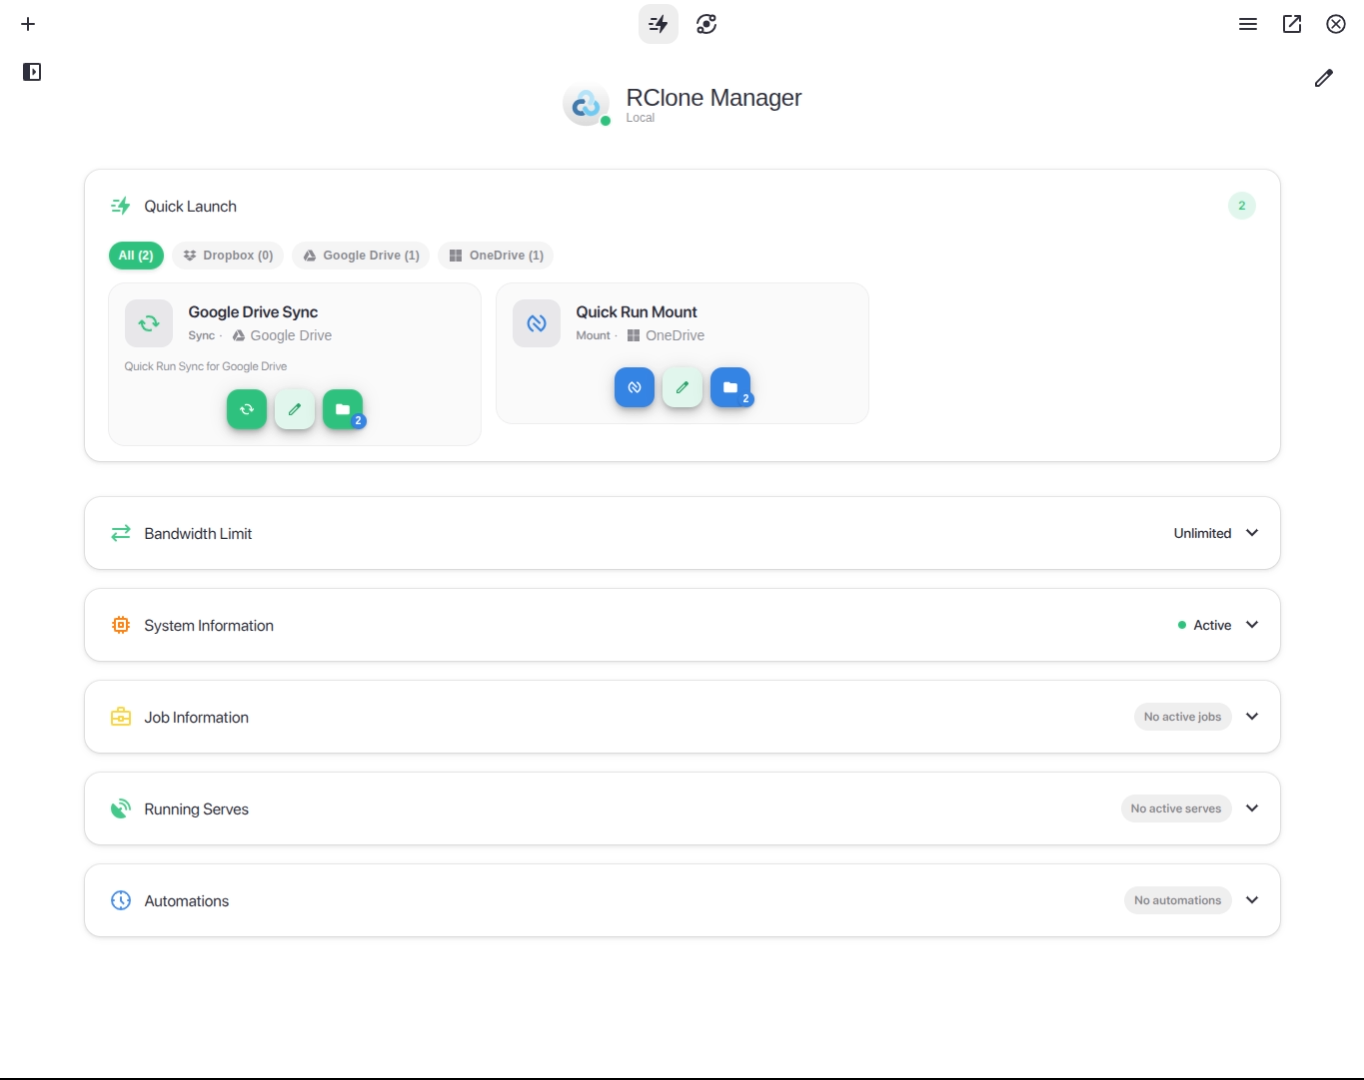 RClone Manager
Local
Quick Launch
2
All (2)
Dropbox (0)
Google Drive (1)
OneDrive (1)
Google Drive Sync
Sync · Google Drive
Quick Run Sync for Google Drive
2
Quick Run Mount
Mount · OneDrive
2
Bandwidth Limit
Unlimited
System Information
Active
Job Information
No active jobs
Running Serves
No active serves
Automations
No automations